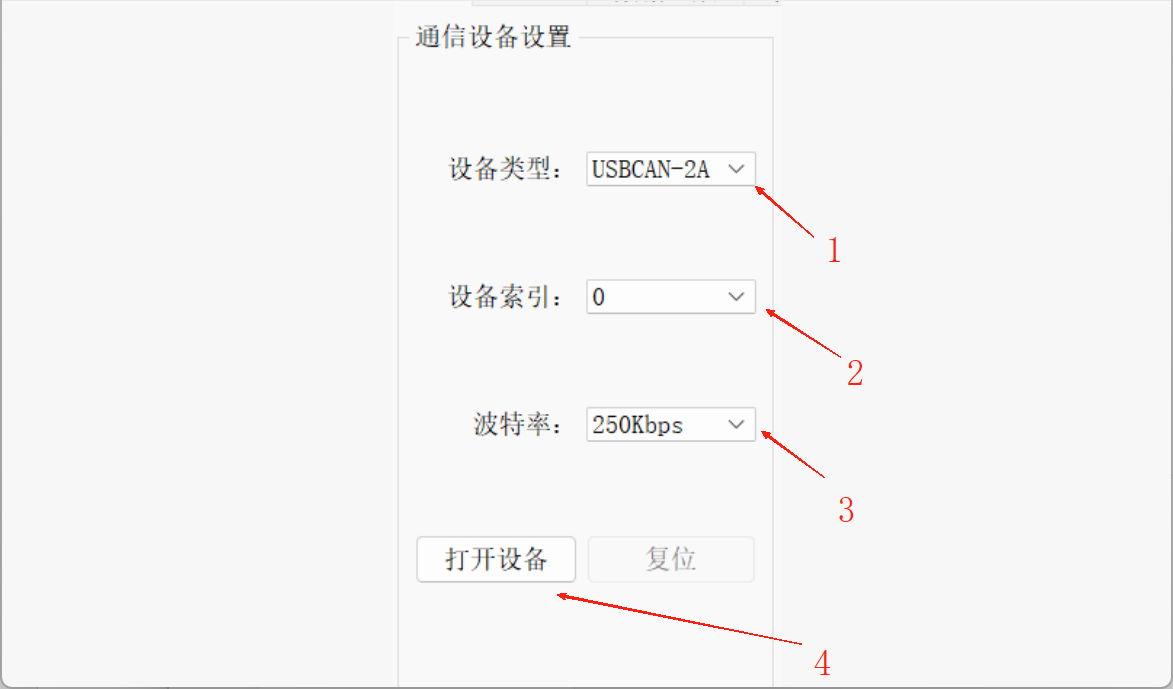 通信设备设置
设备类型: USBCAN-2A
1
设备索引: 0
2
波特率: 250Kbps
3
打开设备 复位
4